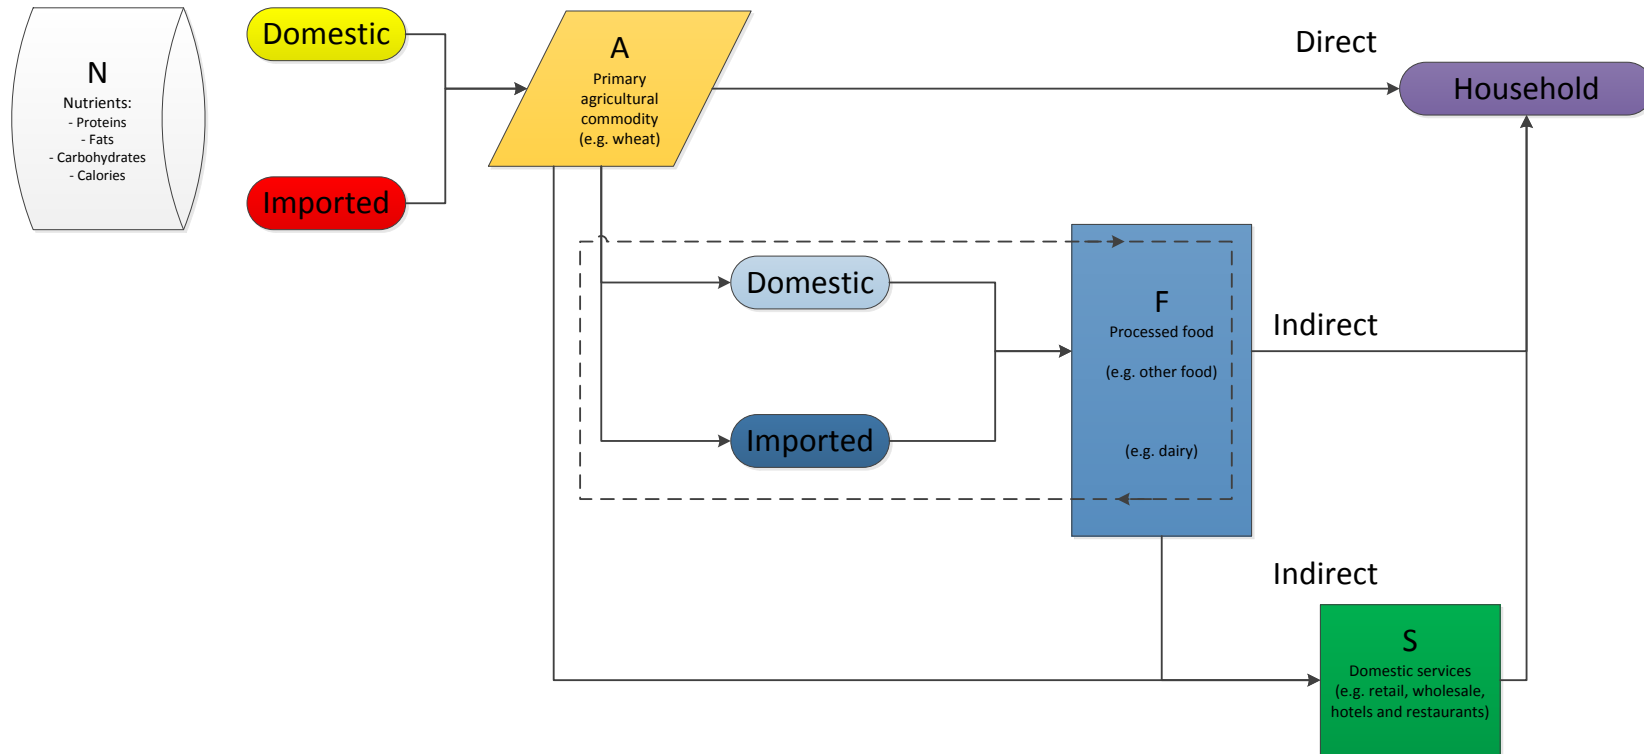 N
Nutrients:
- Proteins
- Fats
- Carbohydrates
- Calories
Domestic
Imported
A
Primary
agricultural
commodity
(e.g. wheat)
Direct
Household
Domestic
Imported
F
Processed food
(e.g. other food)
(e.g. dairy)
Indirect
Indirect
S
Domestic services
(e.g. retail, wholesale,
hotels and restaurants)